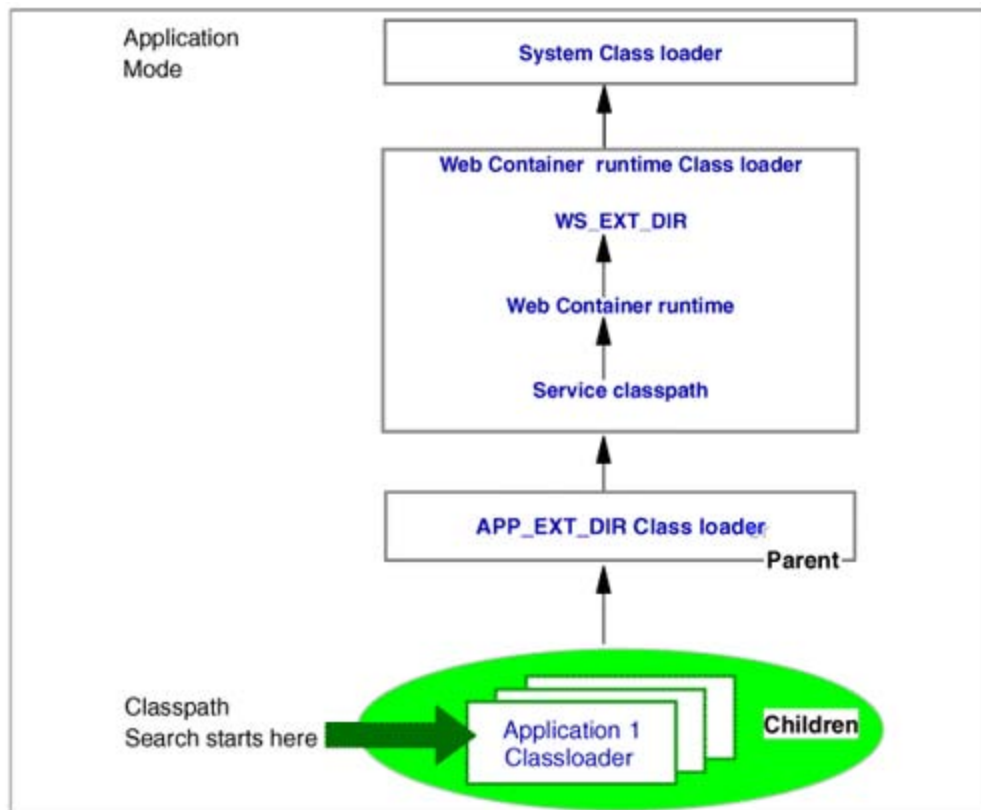 Application
Mode
System Class loader
Web Container runtime Class loader
WS_EXT_DIR
Web Container runtime
Service classpath
APP_EXT_DIR Class loader
Parent
Classpath
Search starts here
Application 1
Classloader
Children